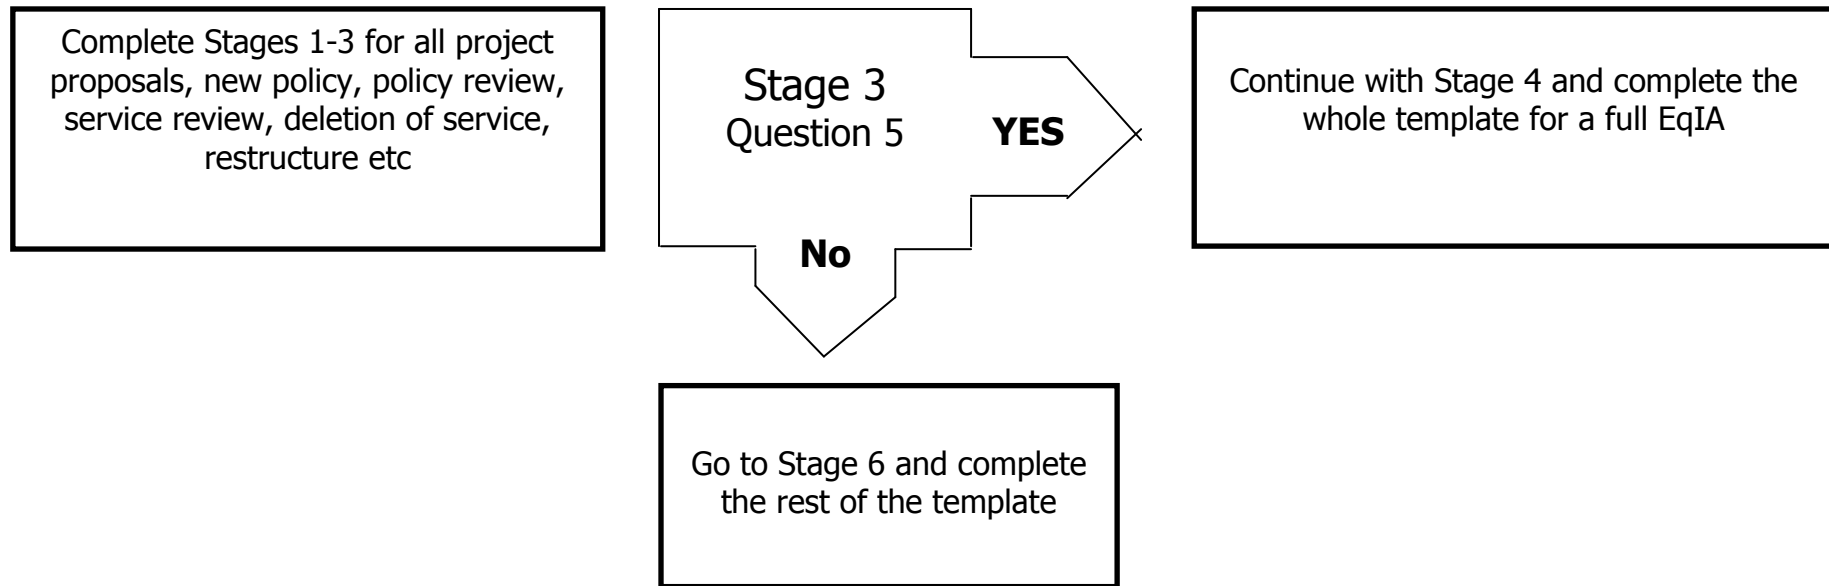 Complete Stages 1-3 for all project
proposals, new policy, policy review,
service review, deletion of service,
restructure etc
Stage 3
Question 5
YES
No
Continue with Stage 4 and complete the
whole template for a full EqIA
Go to Stage 6 and complete
the rest of the template